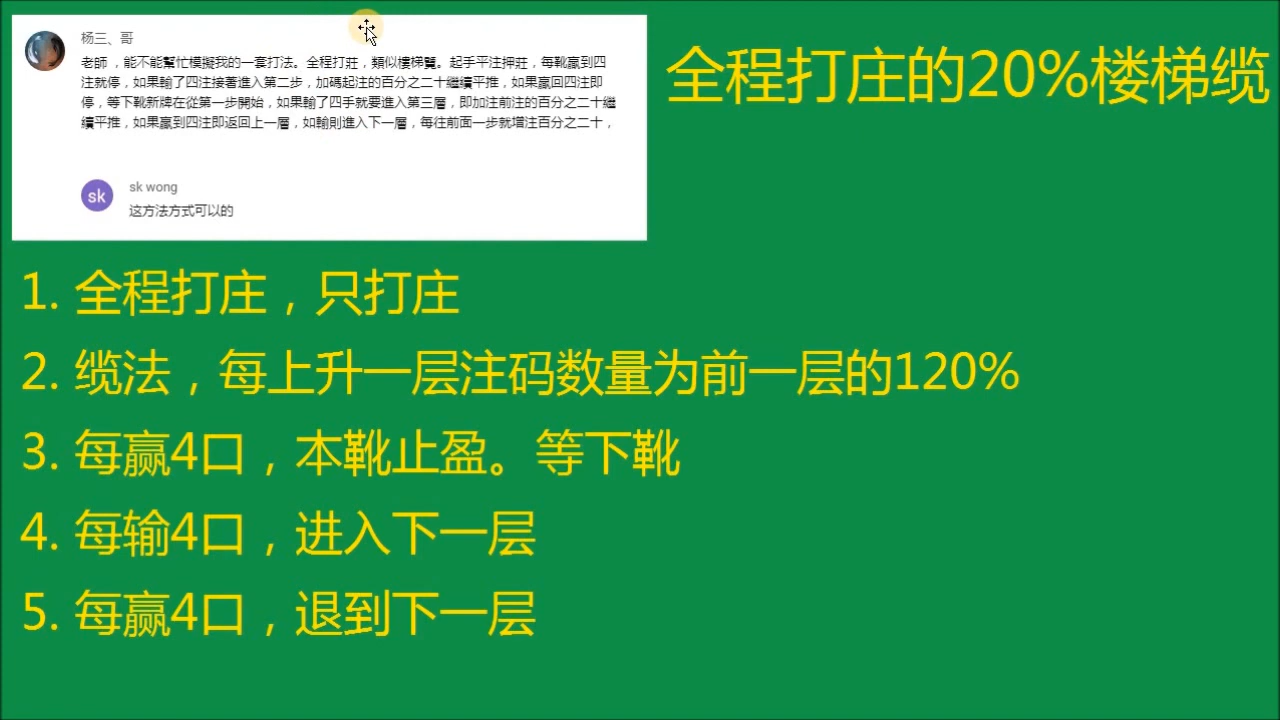 杨三、哥
老師，能不能幫忙模擬我的一套打法。全程打莊，類似樓梯覽。起手平注押莊，每靴贏到四
注就停，如果輸了四注接著進入第二步，加碼起注的百分之二十繼續平推，如果贏回四注即
停，等下靴新牌在從第一步開始，如果輸了四手就要進入第三層，即加注前注的百分之二十繼
續平推，如果贏到四注即返回上一層，如輸則進入下一層，每往前面一步就增注百分之二十，
sk
sk wong
这方法方式可以的
全程打庄的20%楼梯缆
1. 全程打庄，只打庄
2. 缆法，每上升一层注码数量为前一层的120%
3. 每赢4口，本靴止盈。等下靴
4. 每输4口，进入下一层
5. 每赢4口，退到下一层